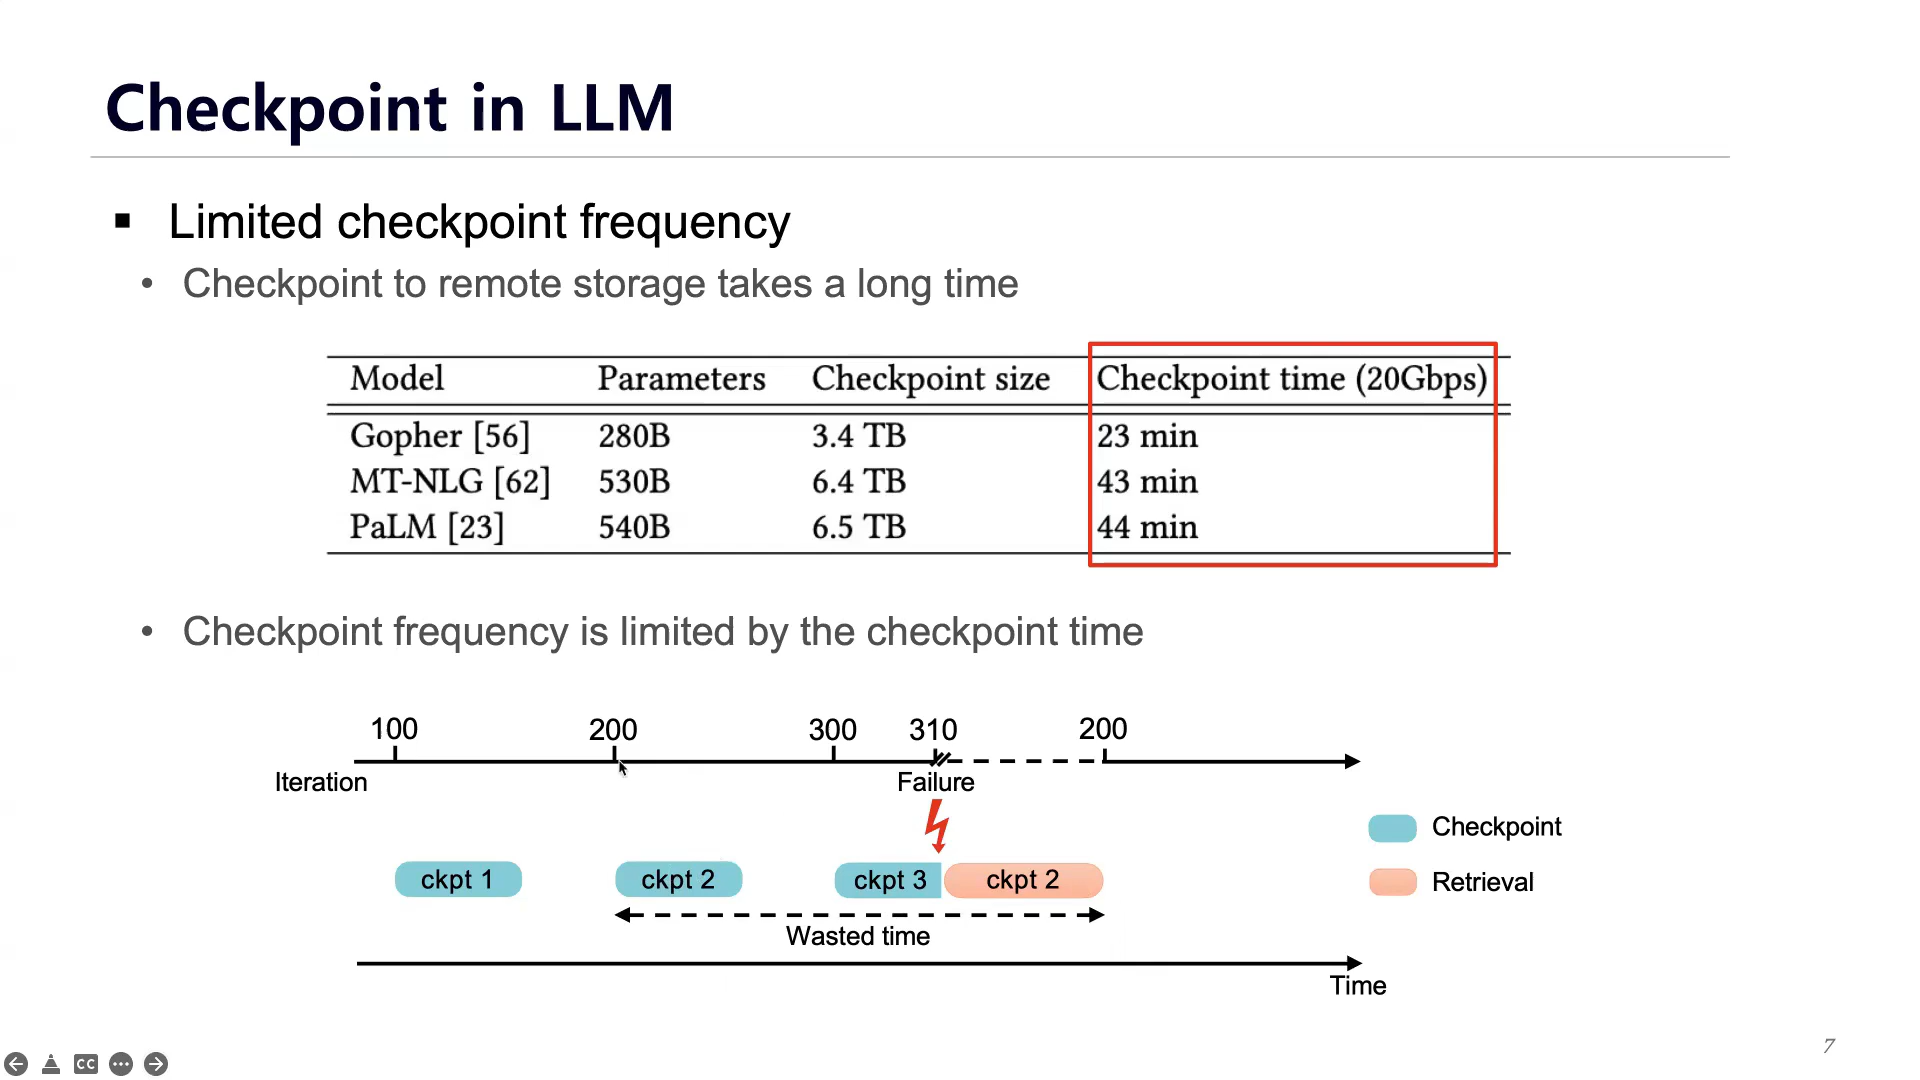 Checkpoint in LLM
▪ Limited checkpoint frequency
• Checkpoint to remote storage takes a long time
Model Parameters Checkpoint size Checkpoint time (20Gbps)
Gopher [56] 280B 3.4 TB 23 min
MT-NLG [62] 530B 6.4 TB 43 min
PaLM [23] 540B 6.5 TB 44 min
• Checkpoint frequency is limited by the checkpoint time
100 200 300 310 200
Iteration Failure
Checkpoint
ckpt 1 ckpt 2 ckpt 3 ckpt 2
Retrieval
Wasted time
Time
7
CC